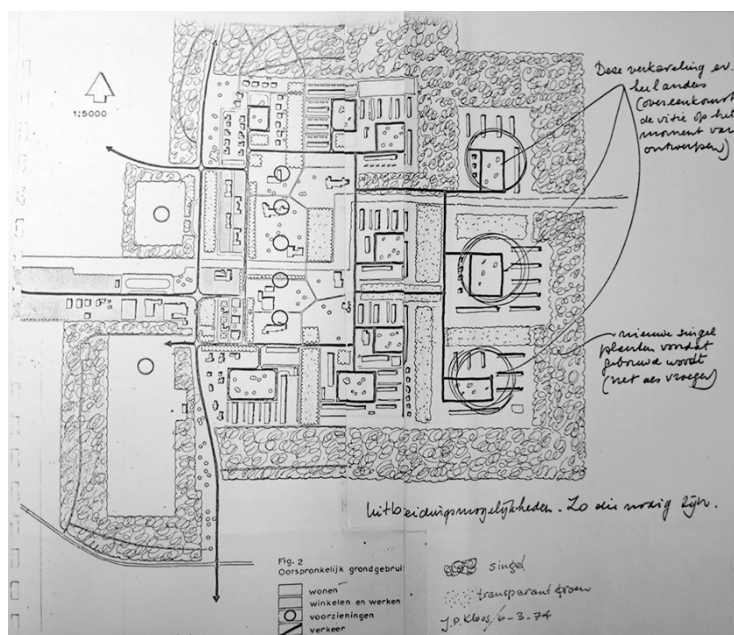 1:5000
Deze verkaveling ev.
heel anders
(overeenkomst
de visie op het
moment van
ontwerpen)
nieuwe singel
planten voordat
gebouwd wordt
(net als vroeger)
Uitbreidingsmogelijkheden. Zo die nodig zijn.
Fig. 2
Oorspronkelijk grondgebruik
wonen
winkelen en werken
voorzieningen
verkeer
singel
transparant groen
J.P. Kloos, 6-3-74